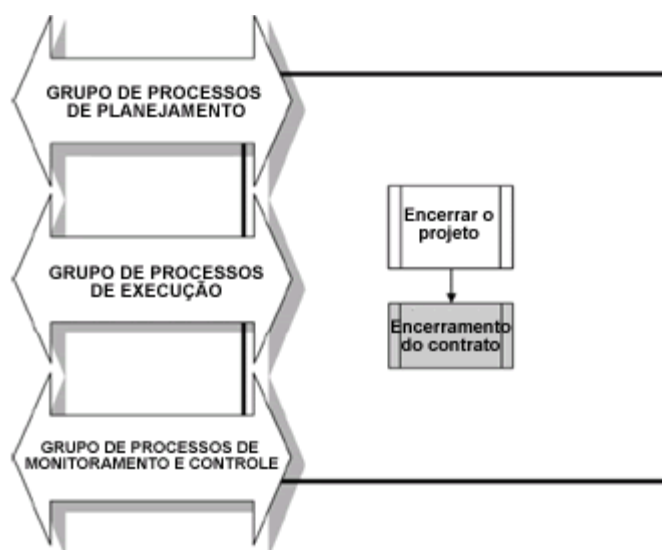 GRUPO DE PROCESSOS
DE PLANEJAMENTO
Encerrar o
projeto
GRUPO DE PROCESSOS
DE EXECUÇÃO
Encerramento
do contrato
GRUPO DE PROCESSOS DE
MONITORAMENTO E CONTROLE